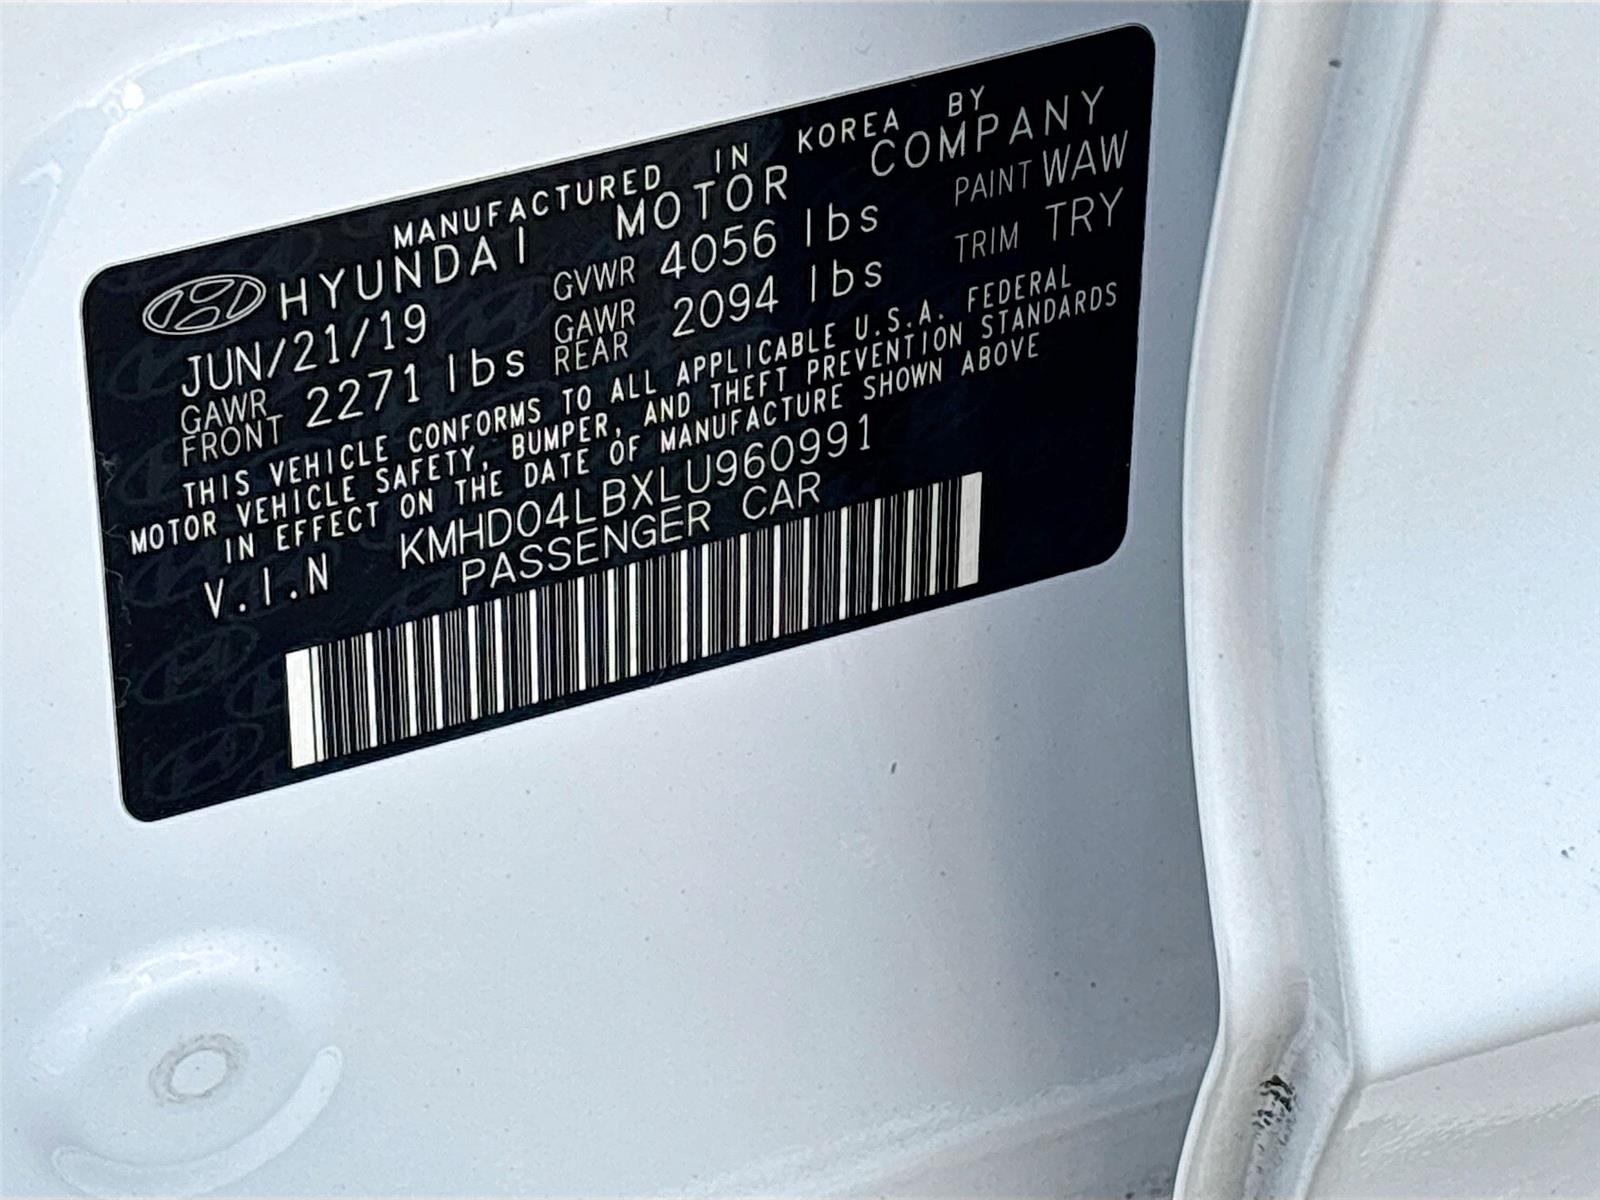 MANUFACTURED IN KOREA BY
HYUNDAI MOTOR COMPANY
JUN/21/19 GVWR 4056 lbs PAINT WAW
GAWR FRONT 2271 lbs GAWR REAR 2094 lbs TRIM TRY
THIS VEHICLE CONFORMS TO ALL APPLICABLE U.S.A. FEDERAL
MOTOR VEHICLE SAFETY, BUMPER, AND THEFT PREVENTION STANDARDS
IN EFFECT ON THE DATE OF MANUFACTURE SHOWN ABOVE
V.I.N KMHD04LBXLU960991
PASSENGER CAR